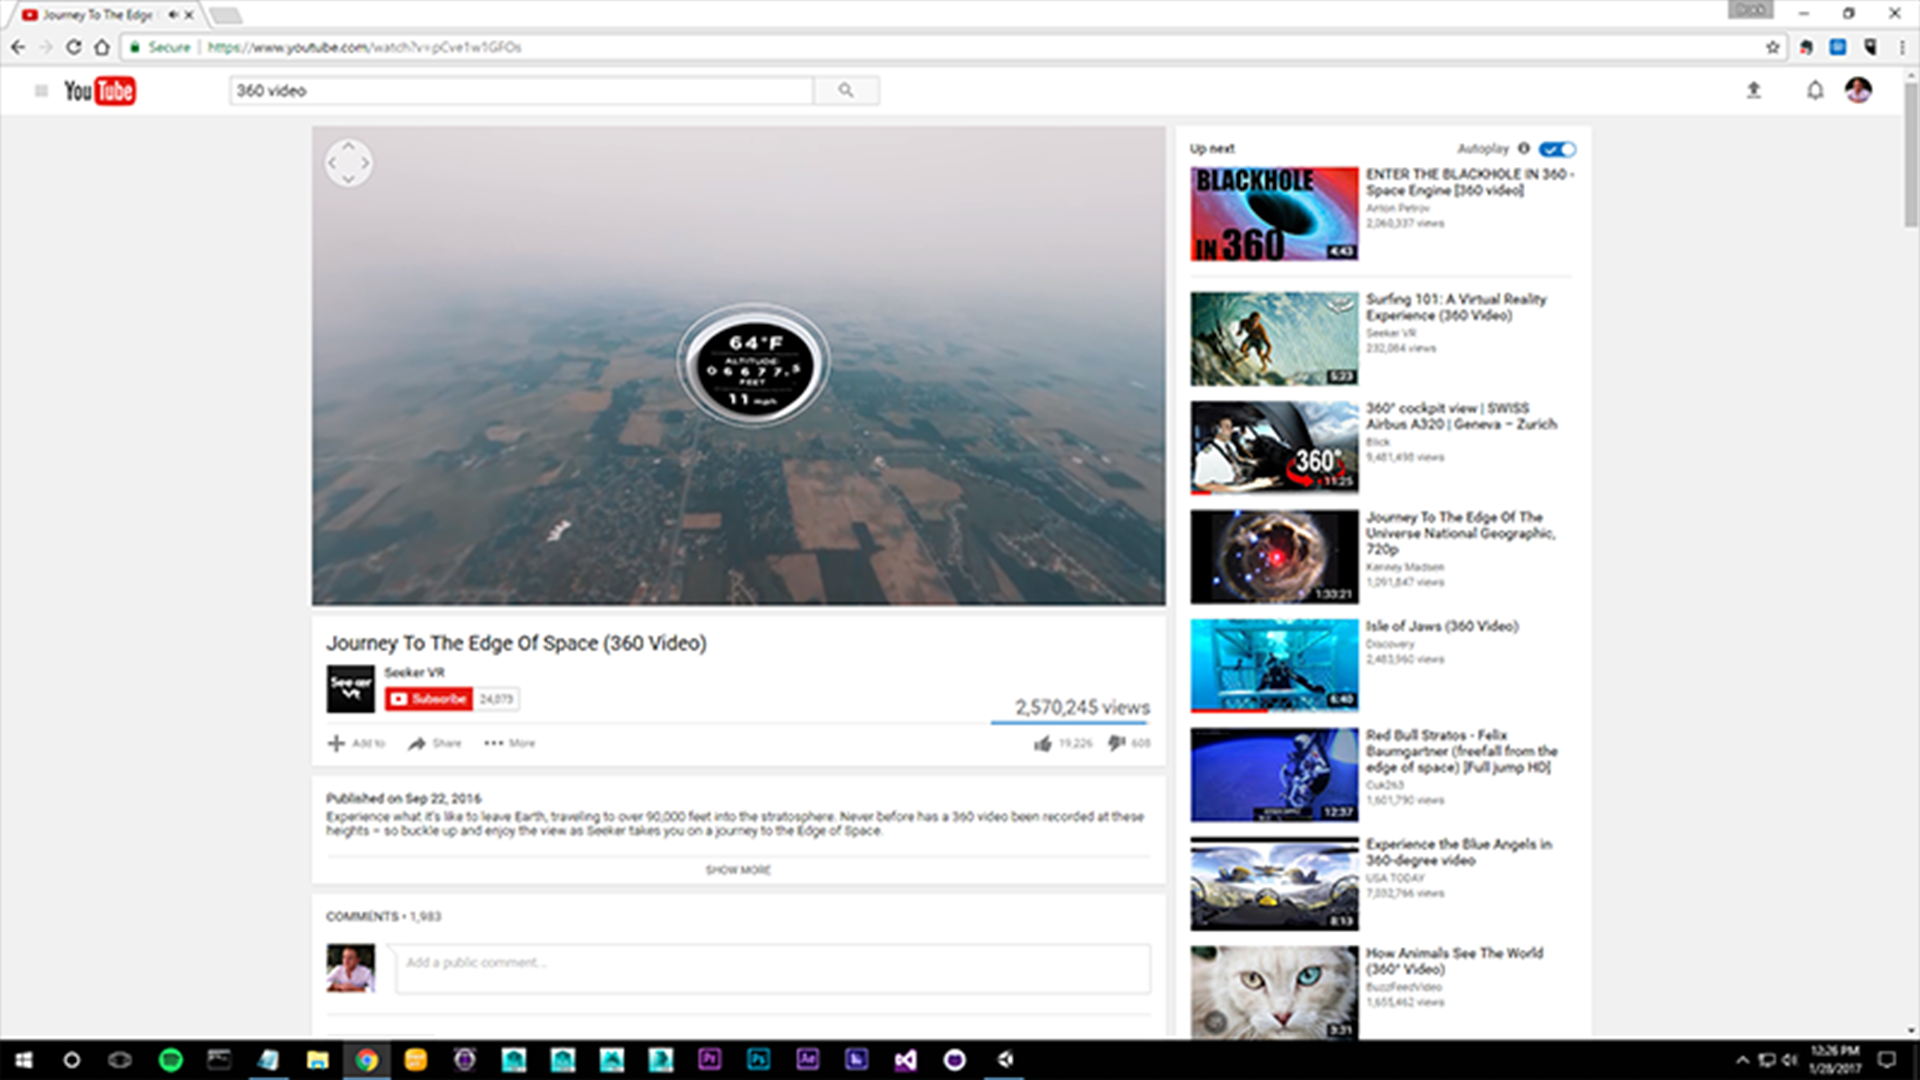 Journey To The Edge
Secure | https://www.youtube.com/watch?v=pCve1w1GFOs
YouTube
360 video
64°F
ALTITUDE:
06677.5
FEET
11 mph
Journey To The Edge Of Space (360 Video)
Seeker VR
Seeker VR
Subscribe 24,073
2,570,245 views
Add to Share More
19,226 608
Published on Sep 22, 2016
Experience what it's like to leave Earth, traveling to over 90,000 feet into the stratosphere. Never before has a 360 video been recorded at these
heights – so buckle up and enjoy the view as Seeker takes you on a journey to the Edge of Space.
SHOW MORE
COMMENTS • 1,983
Add a public comment...
Up next
Autoplay
BLACKHOLE
IN 360
4:43
ENTER THE BLACKHOLE IN 360 -
Space Engine [360 video]
Anton Petrov
2,060,337 views
5:23
Surfing 101: A Virtual Reality
Experience (360 Video)
Seeker VR
232,084 views
360°
11:25
360° cockpit view | SWISS
Airbus A320 | Geneva – Zurich
Blick
9,481,498 views
1:33:21
Journey To The Edge Of The
Universe National Geographic,
720p
Kenney Madsen
1,091,847 views
6:40
Isle of Jaws (360 Video)
Discovery
2,483,960 views
12:37
Red Bull Stratos - Felix
Baumgartner (freefall from the
edge of space) [Full jump HD]
Cuk263
1,601,790 views
8:13
Experience the Blue Angels in
360-degree video
USA TODAY
7,032,766 views
3:31
How Animals See The World
(360° Video)
BuzzFeedVideo
1,655,462 views
Pr
Ps
Ae
12:26 PM
1/28/2017